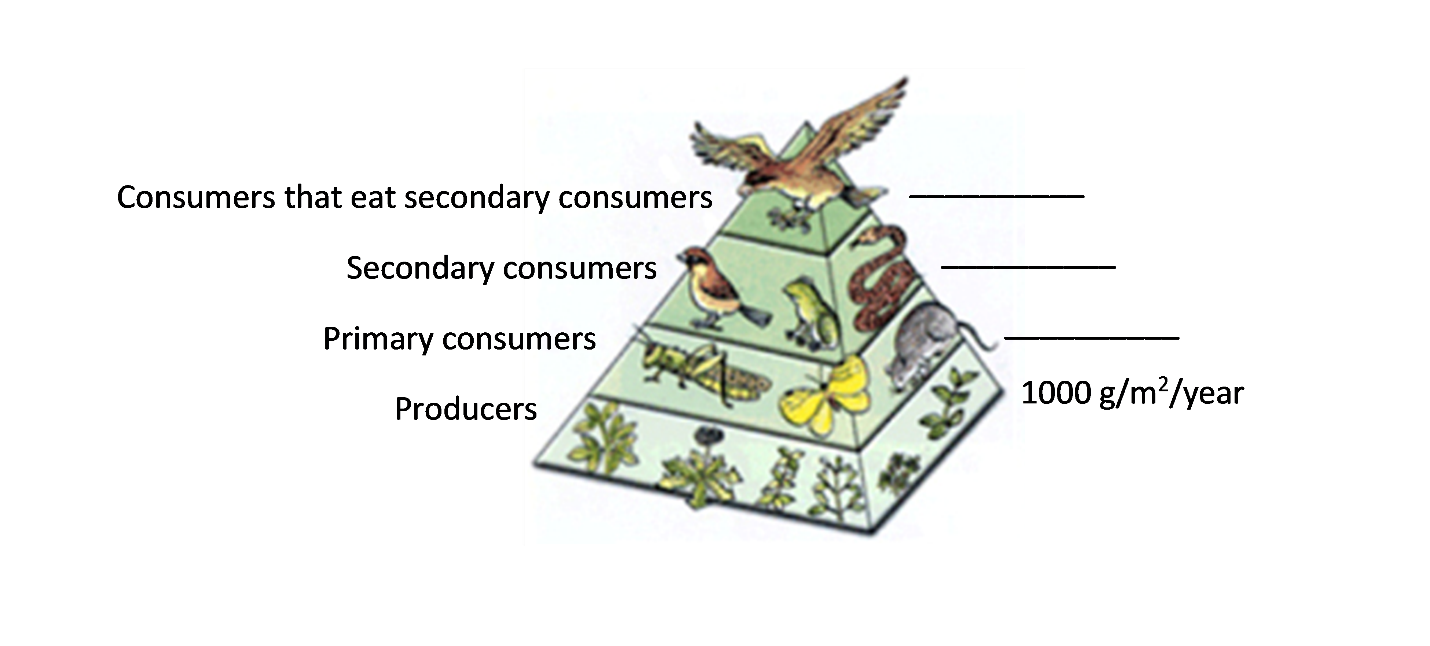 Consumers that eat secondary consumers
Secondary consumers
Primary consumers
Producers
1000 g/m²/year